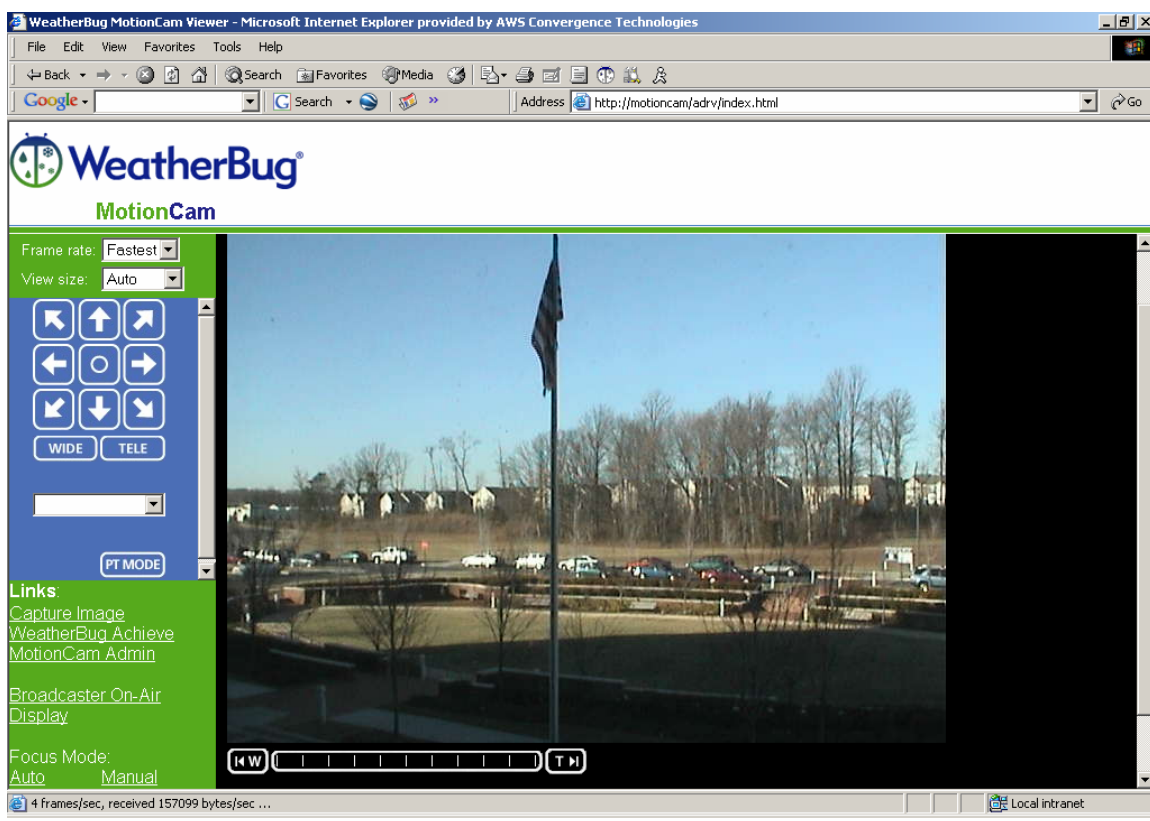 WeatherBug MotionCam Viewer - Microsoft Internet Explorer provided by AWS Convergence Technologies
File Edit View Favorites Tools Help
Back Search Favorites Media
Google Search » Address http://motioncam/adrv/index.html Go
WeatherBug®
MotionCam
Frame rate: Fastest
View size: Auto
WIDE TELE
PT MODE
Links:
Capture Image
WeatherBug Achieve
MotionCam Admin
Broadcaster On-Air
Display
Focus Mode:
Auto Manual
W T
4 frames/sec, received 157099 bytes/sec ... Local intranet